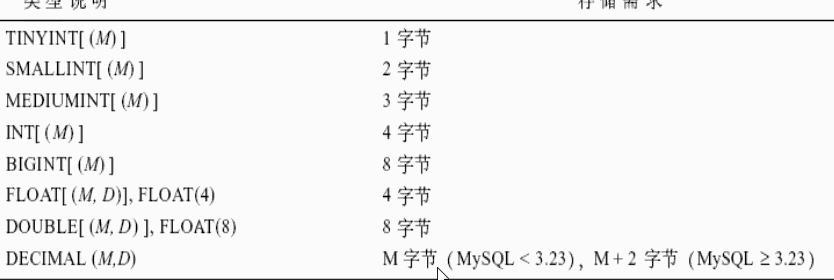 类型说明 存储需求
TINYINT[(M)] 1 字节
SMALLINT[(M)] 2 字节
MEDIUMINT[(M)] 3 字节
INT[(M)] 4 字节
BIGINT[(M)] 8 字节
FLOAT[(M, D)], FLOAT(4) 4 字节
DOUBLE[(M, D)], FLOAT(8) 8 字节
DECIMAL (M,D) M 字节 (MySQL < 3.23), M + 2 字节 (MySQL ≥ 3.23)